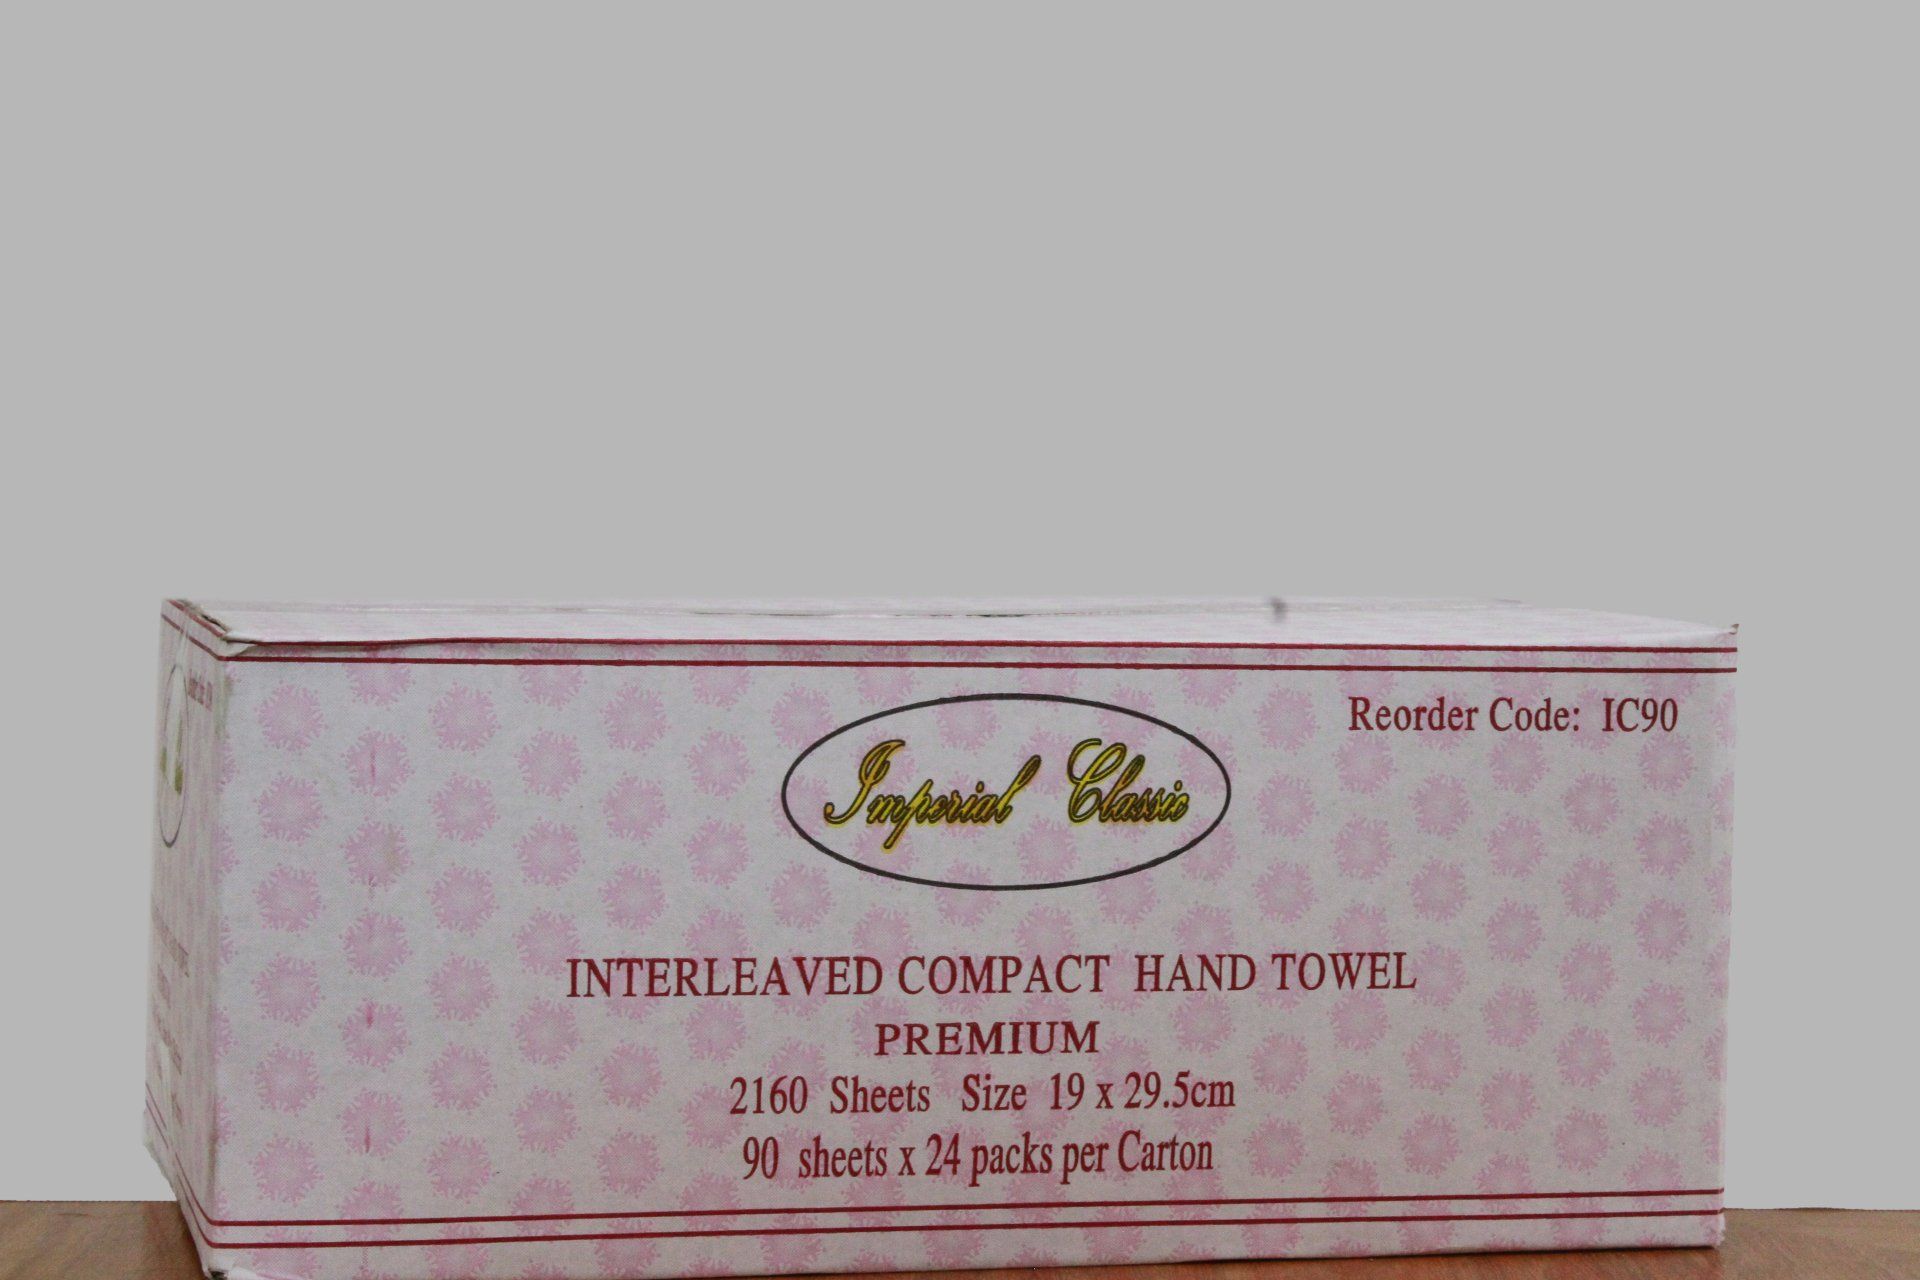 Reorder Code: IC90
Imperial Classic
INTERLEAVED COMPACT HAND TOWEL
PREMIUM
2160 Sheets Size 19 x 29.5cm
90 sheets x 24 packs per Carton